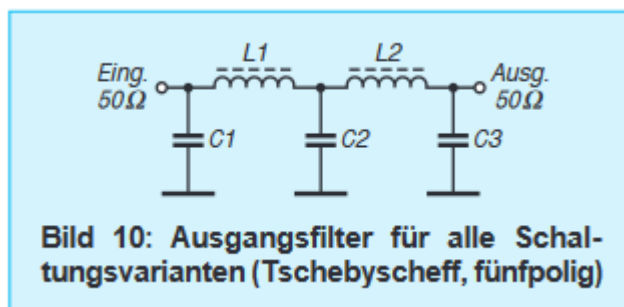 L1 L2
Eing. Ausg.
50Ω 50Ω
C1 C2 C3
Bild 10: Ausgangsfilter für alle Schal-
tungsvarianten (Tschebyscheff, fünfpolig)